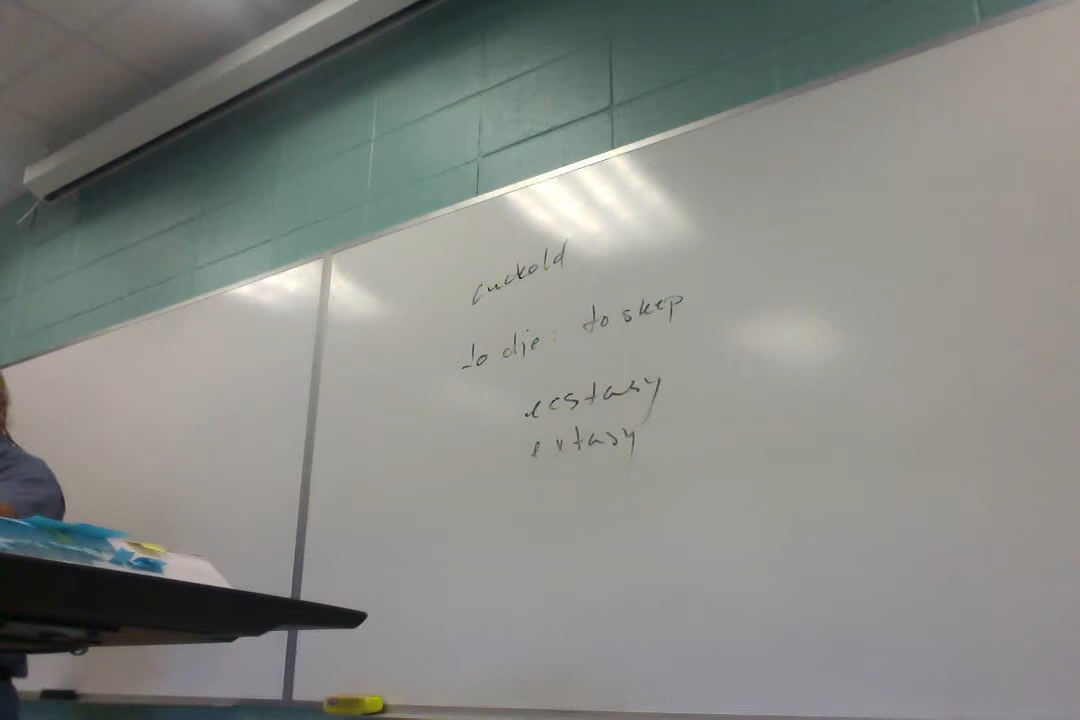 cuckold
to die : to sleep
ecstasy
extasy